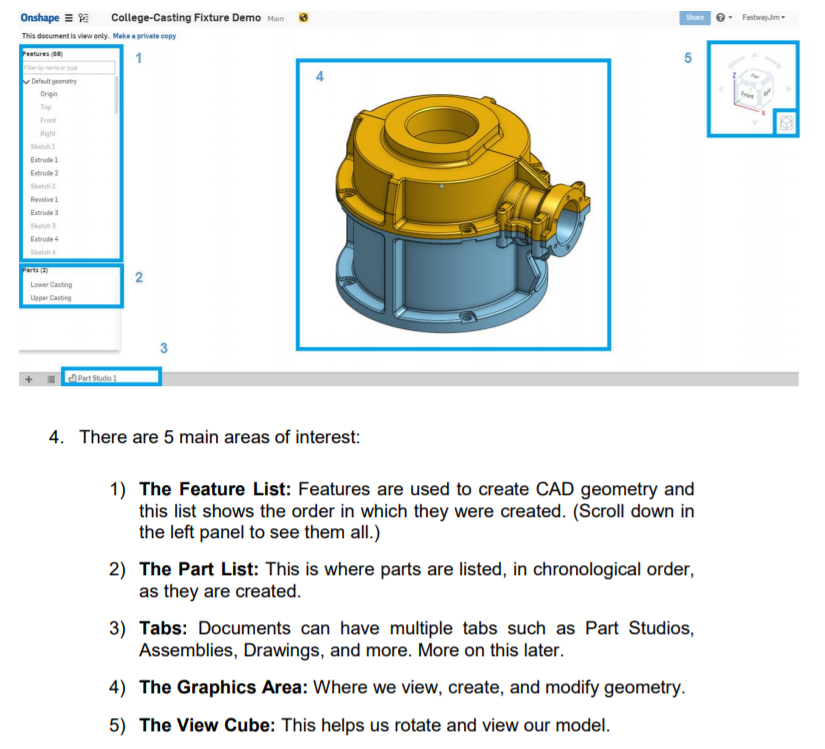 Onshape College-Casting Fixture Demo Main Share FastwayJim
This document is view only. Make a private copy
Features (68)
1
5
Filter by name or type
4
Default geometry
Origin
Top
Front
Right
Sketch 1
Extrude 1
Extrude 2
Sketch 2
Revolve 1
Extrude 3
Sketch 3
Extrude 4
Sketch 4
Z
Front
Right
X
Parts (2)
2
Lower Casting
Upper Casting
3
Part Studio 1
4. There are 5 main areas of interest:
1) The Feature List: Features are used to create CAD geometry and
this list shows the order in which they were created. (Scroll down in
the left panel to see them all.)
2) The Part List: This is where parts are listed, in chronological order,
as they are created.
3) Tabs: Documents can have multiple tabs such as Part Studios,
Assemblies, Drawings, and more. More on this later.
4) The Graphics Area: Where we view, create, and modify geometry.
5) The View Cube: This helps us rotate and view our model.